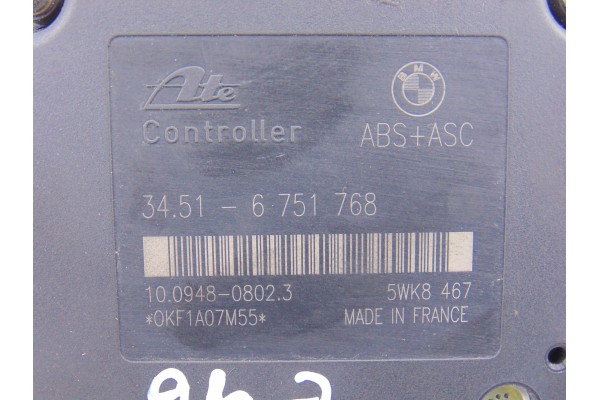 Ate BMW
Controller ABS+ASC
34.51 - 6 751 768
10.0948-0802.3 5WK8 467
*0KF1A07M55* MADE IN FRANCE